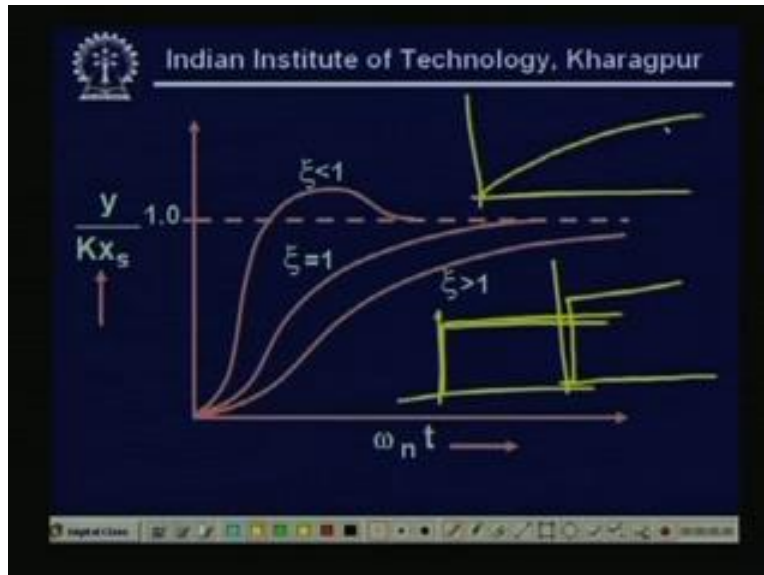 Indian Institute of Technology, Kharagpur
ξ<1
y
1.0
Kxₛ
ξ=1
ξ>1
ωₙ t